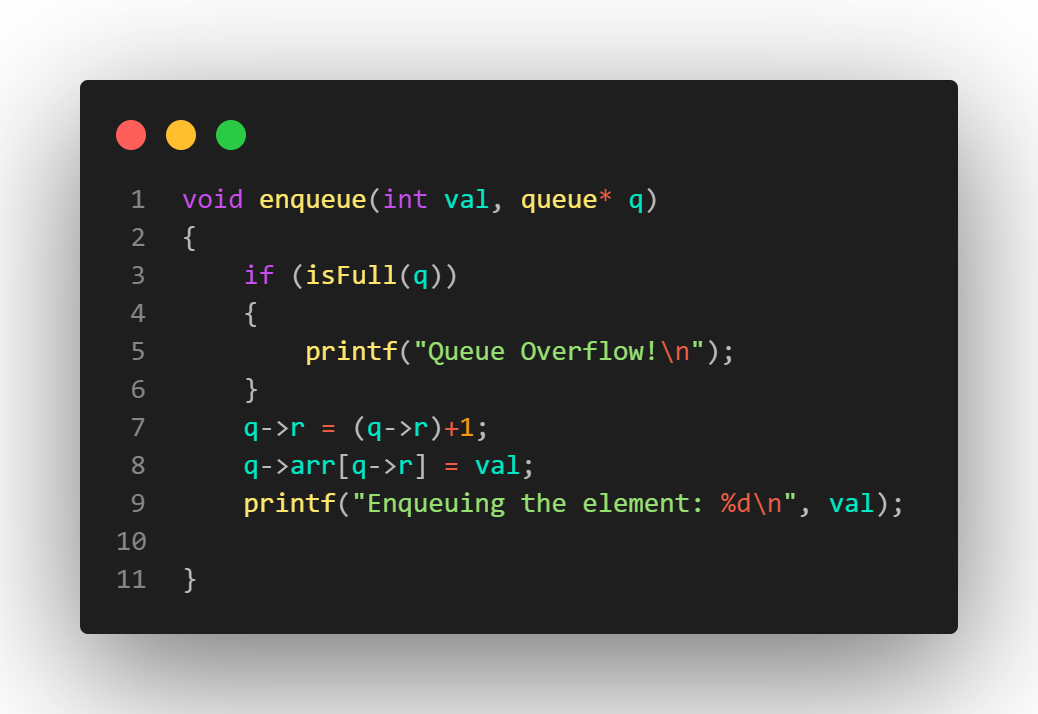 1 void enqueue(int val, queue* q)
2 {
3     if (isFull(q))
4     {
5         printf("Queue Overflow!\n");
6     }
7     q->r = (q->r)+1;
8     q->arr[q->r] = val;
9     printf("Enqueuing the element: %d\n", val);
10
11 }